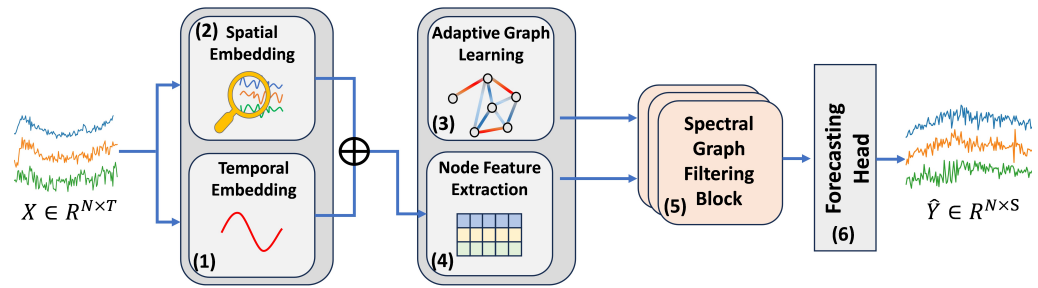 X ∈ R^{N×T}
(2) Spatial
Embedding
Temporal
Embedding
(1)
Adaptive Graph
Learning
(3)
Node Feature
Extraction
(4)
Spectral
Graph
Filtering
Block
(5)
Forecasting
Head
(6)
Ŷ ∈ R^{N×S}